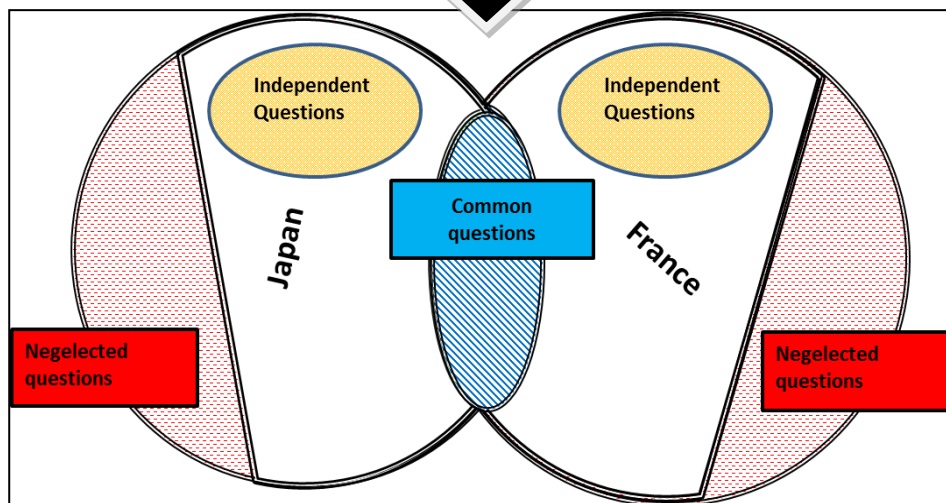 Independent
Questions
Independent
Questions
Common
questions
Japan
France
Negelected
questions
Negelected
questions